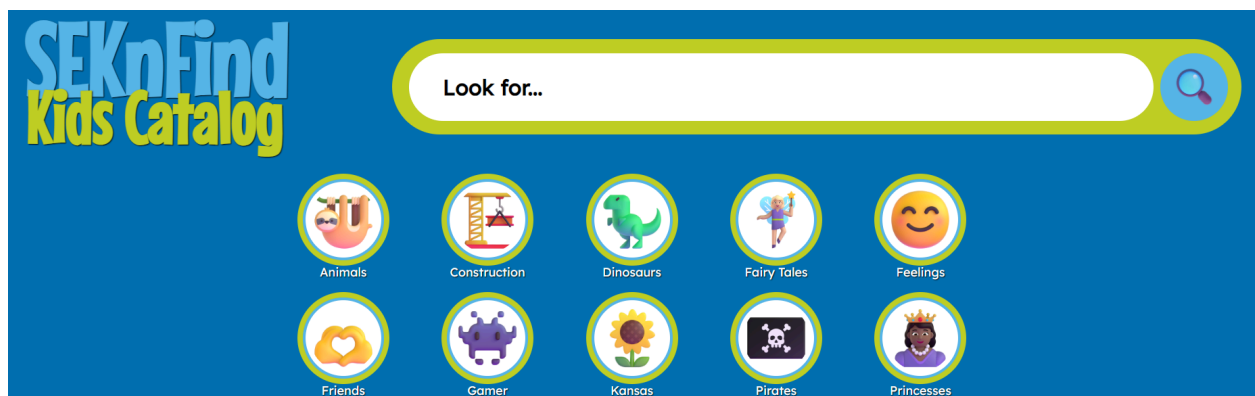 SEKnFind
Kids Catalog
Look for...
Animals
Construction
Dinosaurs
Fairy Tales
Feelings
Friends
Gamer
Kansas
Pirates
Princesses